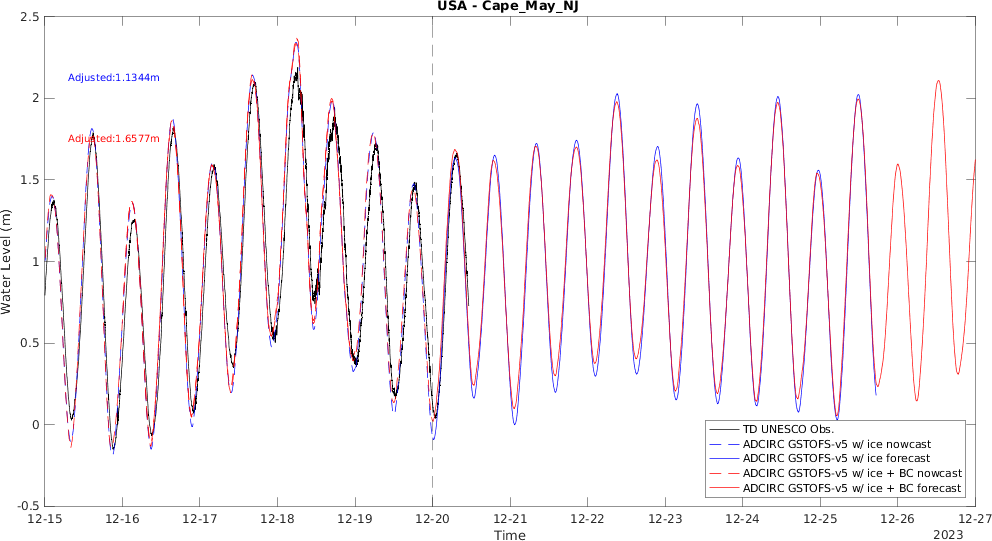 USA - Cape_May_NJ
2.5
2
1.5
1
0.5
0
-0.5
Water Level (m)
Adjusted:1.1344m
Adjusted:1.6577m
TD UNESCO Obs.
ADCIRC GSTOFS-v5 w/ ice nowcast
ADCIRC GSTOFS-v5 w/ ice forecast
ADCIRC GSTOFS-v5 w/ ice + BC nowcast
ADCIRC GSTOFS-v5 w/ ice + BC forecast
12-15 12-16 12-17 12-18 12-19 12-20 12-21 12-22 12-23 12-24 12-25 12-26 12-27
Time
2023